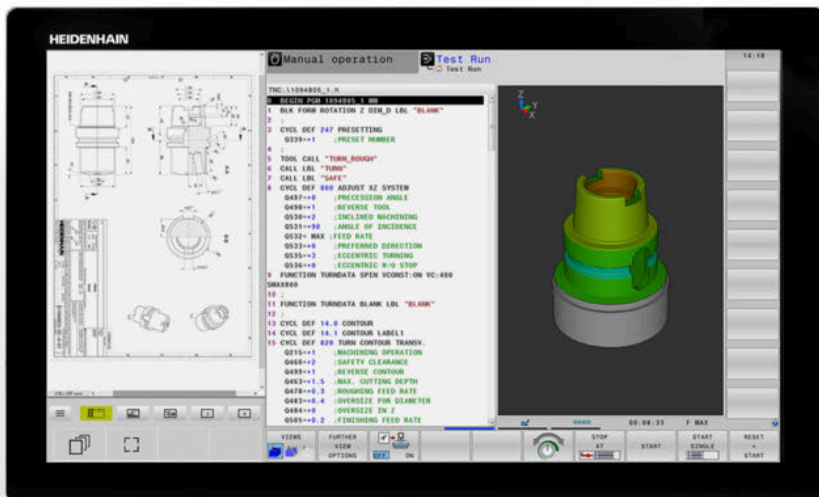 HEIDENHAIN
Manual operation
Test Run
Test Run
14:18
TNC:\1094805_1.h
0 BEGIN PGM 1094805_1 MM
1 BLK FORM ROTATION Z DIM_D LBL "BLANK"
2 ;
3 CYCL DEF 247 PRESETTING
Q339=+1 ;PRESET NUMBER
4 ;
5 TOOL CALL "TURN_ROUGH"
6 CALL LBL "TURN"
7 CALL LBL "SAFE"
8 CYCL DEF 800 ADJUST XZ SYSTEM
Q497=+0 ;PRECESSION ANGLE
Q498=+1 ;REVERSE TOOL
Q530=+2 ;INCLINED MACHINING
Q531=+90 ;ANGLE OF INCIDENCE
Q532= MAX ;FEED RATE
Q533=+0 ;PREFERRED DIRECTION
Q535=+3 ;ECCENTRIC TURNING
Q536=+0 ;ECCENTRIC W/O STOP
9 FUNCTION TURNDATA SPIN VCONST:ON VC:400
SMAX800
10 ;
11 FUNCTION TURNDATA BLANK LBL "BLANK"
12 ;
13 CYCL DEF 14.0 CONTOUR
14 CYCL DEF 14.1 CONTOUR LABEL1
15 CYCL DEF 820 TURN CONTOUR TRANSV.
Q215=+1 ;MACHINING OPERATION
Q460=+2 ;SAFETY CLEARANCE
Q499=+1 ;REVERSE CONTOUR
Q463=+1.5 ;MAX. CUTTING DEPTH
Q478=+0.3 ;ROUGHING FEED RATE
Q483=+0.4 ;OVERSIZE FOR DIAMETER
Q484=+0 ;OVERSIZE IN Z
Q505=+0.2 ;FINISHING FEED RATE
Z
Y
X
00:08:33 F MAX
VIEWS
FURTHER VIEW OPTIONS
OFF ON
STOP AT
START
START SINGLE
RESET + START